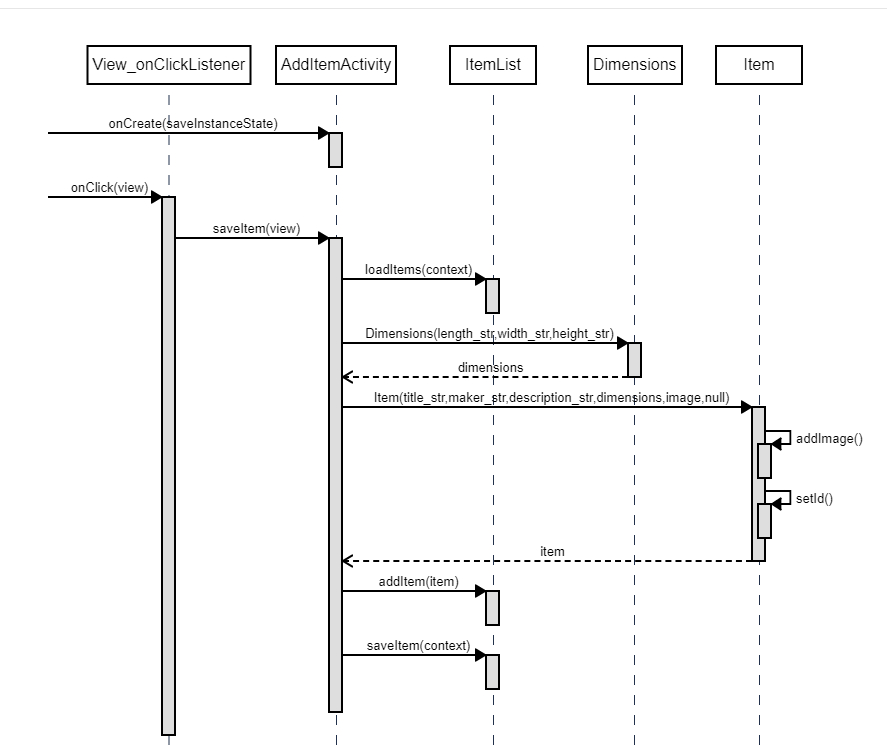 View_onClickListener
AddItemActivity
ItemList
Dimensions
Item
onCreate(saveInstanceState)
onClick(view)
saveItem(view)
loadItems(context)
Dimensions(length_str,width_str,height_str)
dimensions
Item(title_str,maker_str,description_str,dimensions,image,null)
addImage()
setId()
item
addItem(item)
saveItem(context)